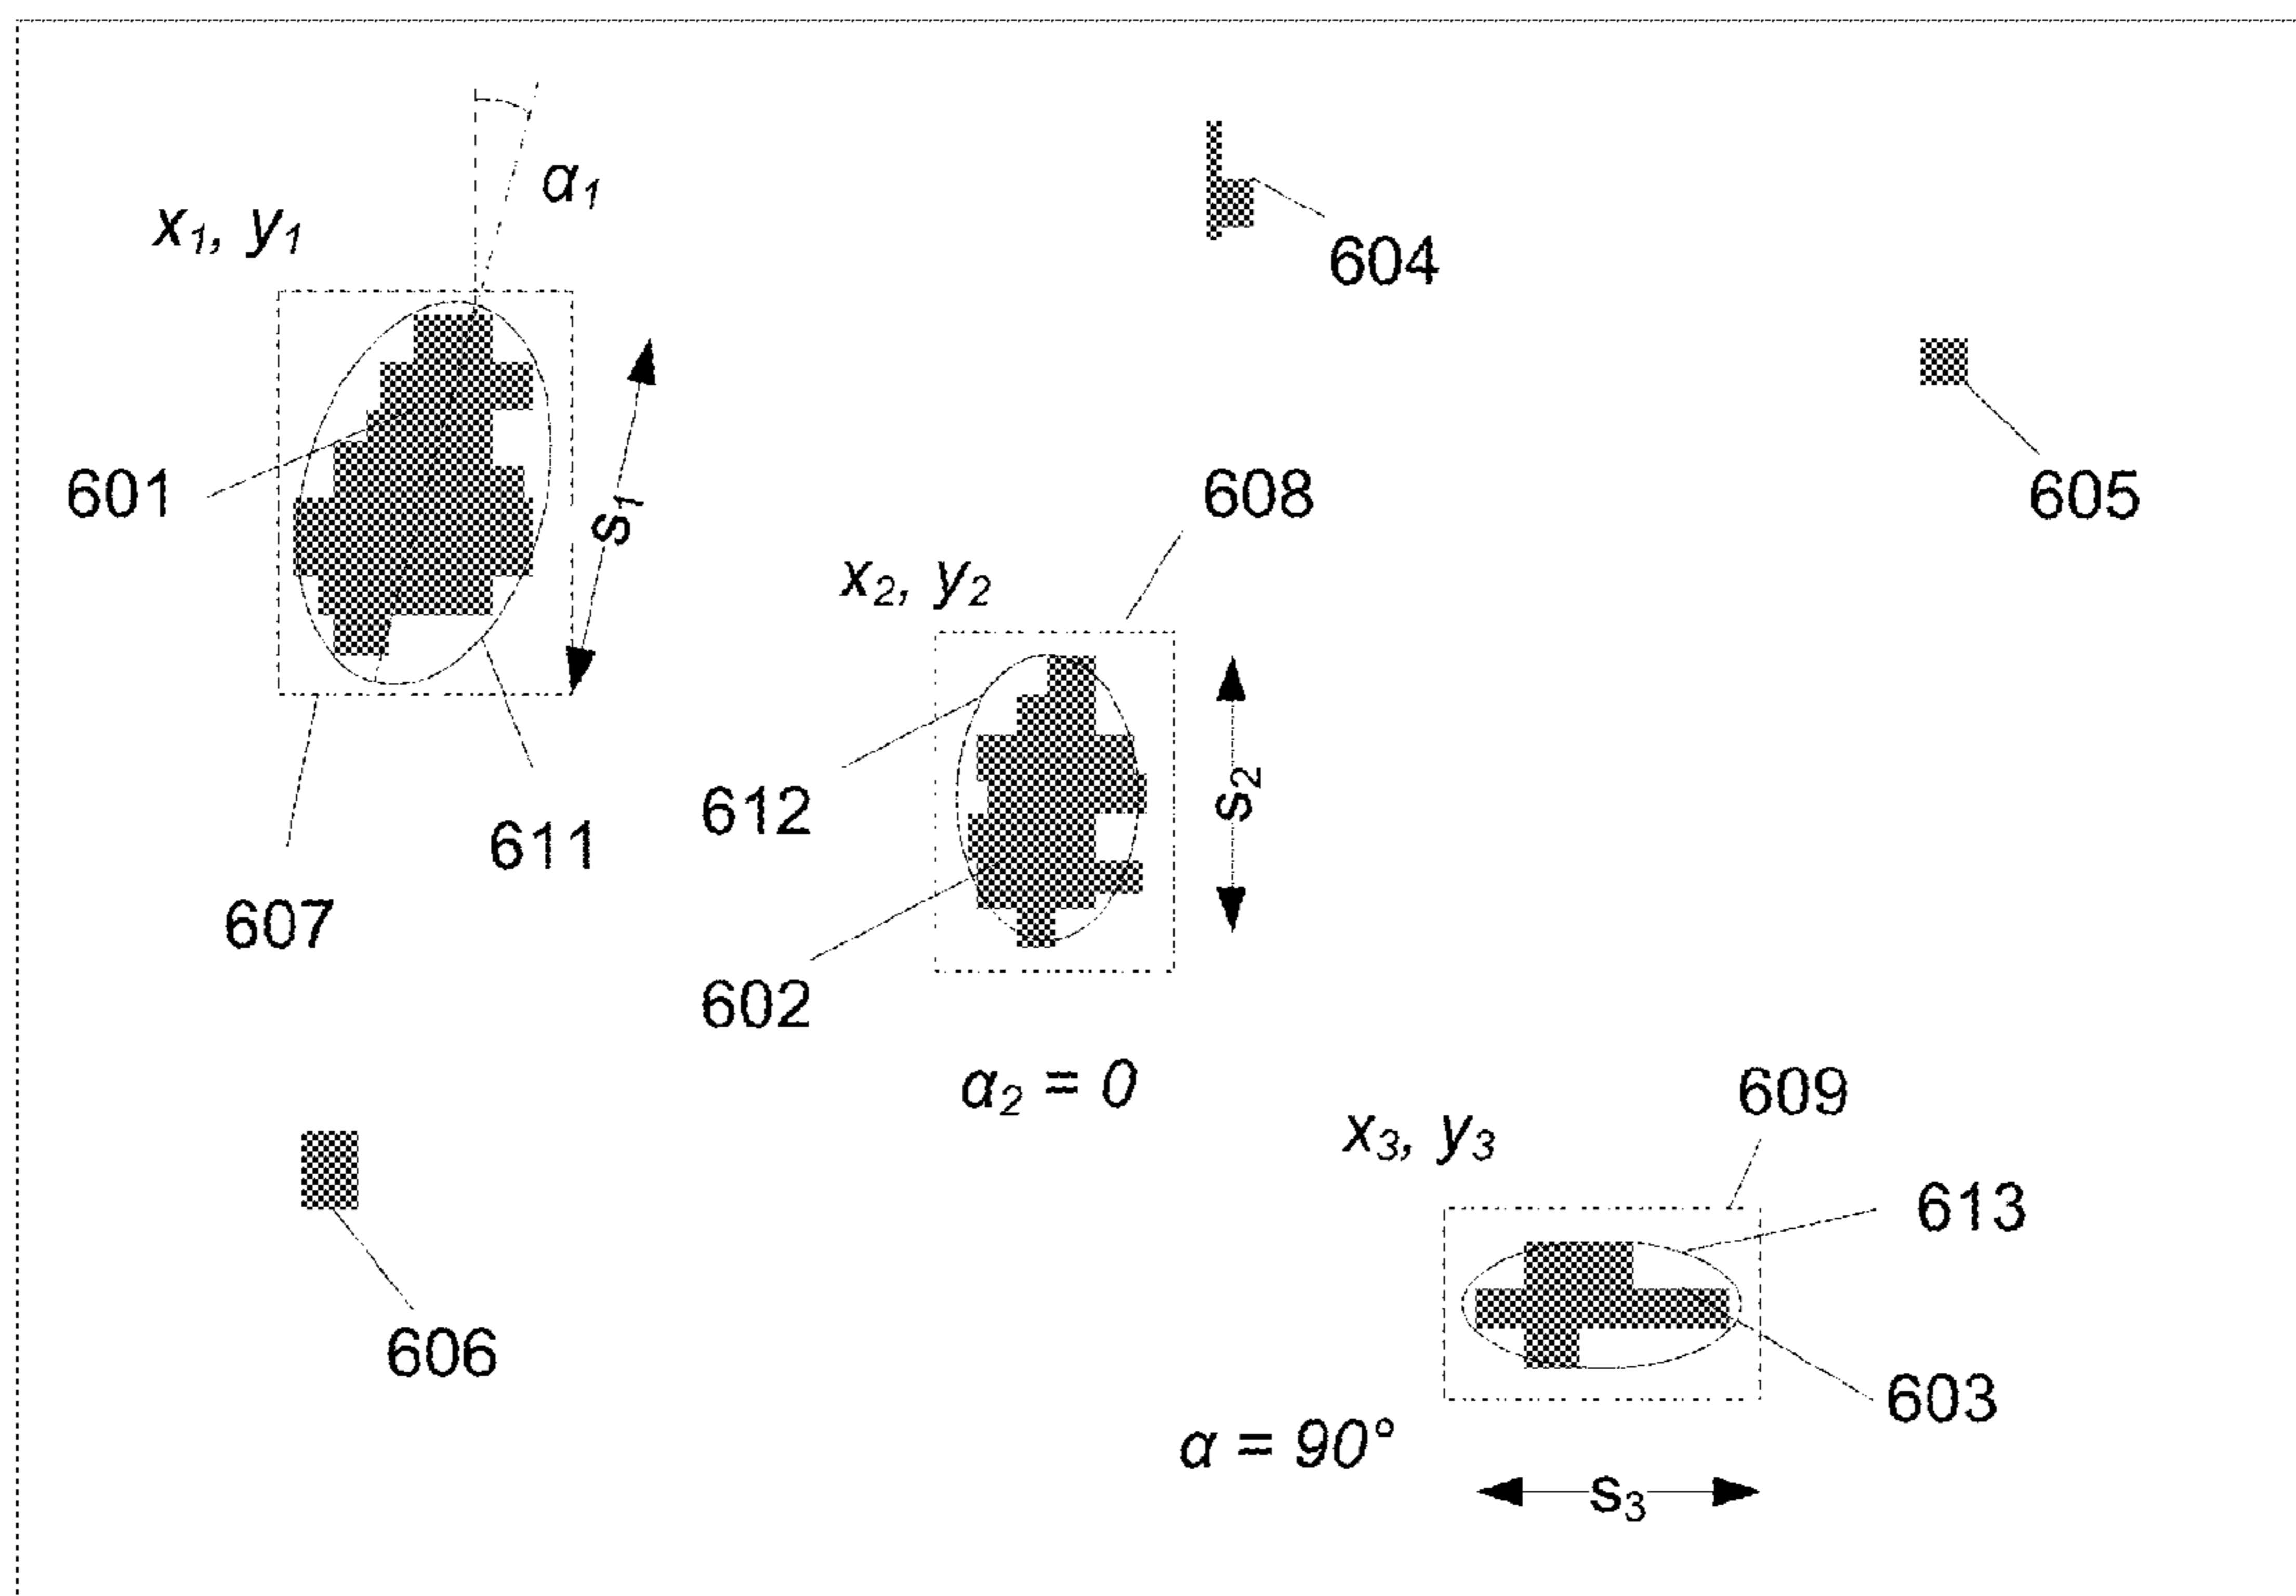 α₁
x₁, y₁
604
601
s₁
608
605
x₂, y₂
612
s₂
611
607
602
α₂ = 0
609
x₃, y₃
613
606
603
α = 90°
s₃